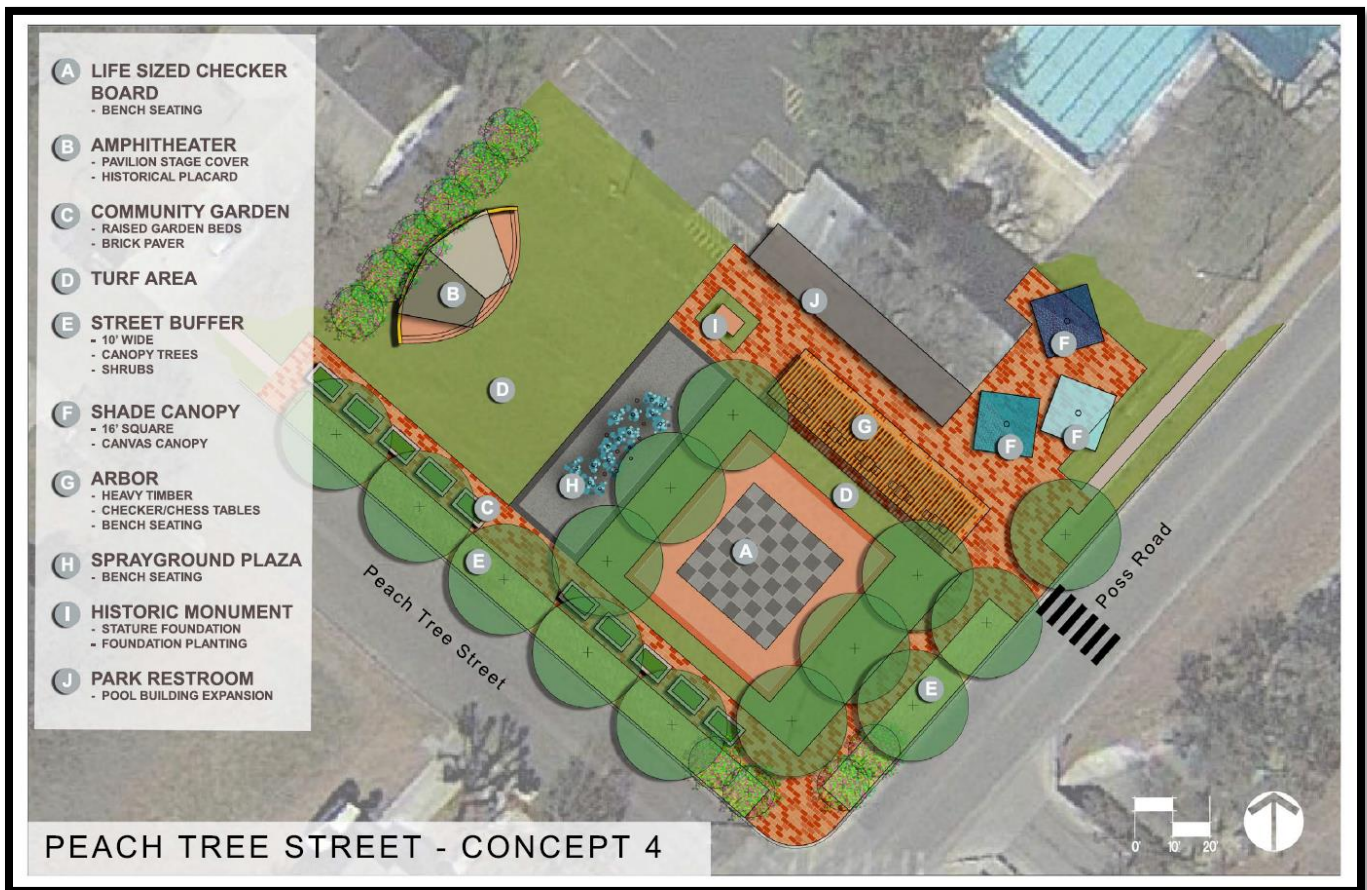 A LIFE SIZED CHECKER
BOARD
- BENCH SEATING
B AMPHITHEATER
- PAVILION STAGE COVER
- HISTORICAL PLACARD
C COMMUNITY GARDEN
- RAISED GARDEN BEDS
- BRICK PAVER
D TURF AREA
E STREET BUFFER
- 10' WIDE
- CANOPY TREES
- SHRUBS
F SHADE CANOPY
- 16' SQUARE
- CANVAS CANOPY
G ARBOR
- HEAVY TIMBER
- CHECKER/CHESS TABLES
- BENCH SEATING
H SPRAYGROUND PLAZA
- BENCH SEATING
I HISTORIC MONUMENT
- STATURE FOUNDATION
- FOUNDATION PLANTING
J PARK RESTROOM
- POOL BUILDING EXPANSION
B
J
I
F
D
G
F
F
H
D
C
A
E
E
Peach Tree Street
Poss Road
0' 10' 20'
PEACH TREE STREET - CONCEPT 4